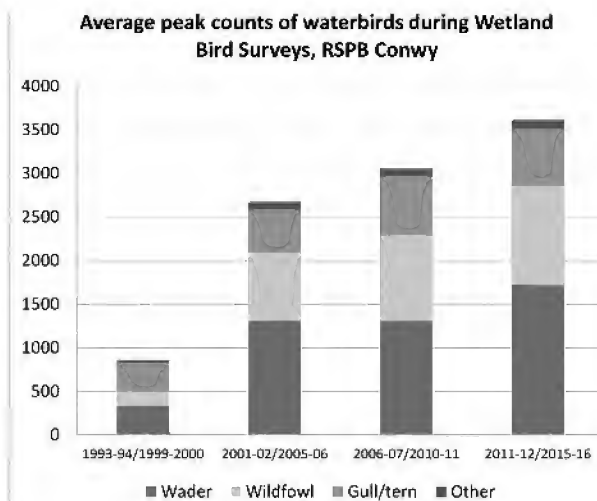 Average peak counts of waterbirds during Wetland
Bird Surveys, RSPB Conwy
4000
3500
3000
2500
2000
1500
1000
500
0
1993-94/1999-2000 2001-02/2005-06 2006-07/2010-11 2011-12/2015-16
Wader Wildfowl Gull/tern Other